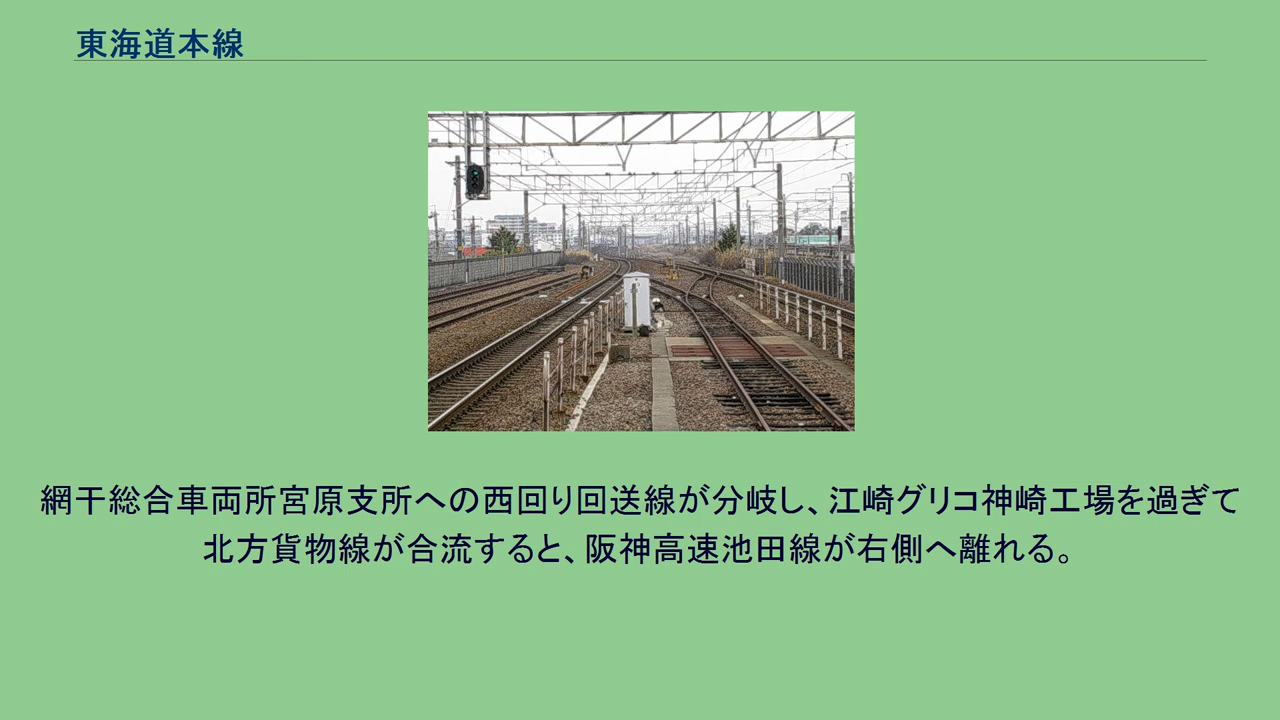 東海道本線
網干総合車両所宮原支所への西回り回送線が分岐し、江崎グリコ神崎工場を過ぎて
北方貨物線が合流すると、阪神高速池田線が右側へ離れる。